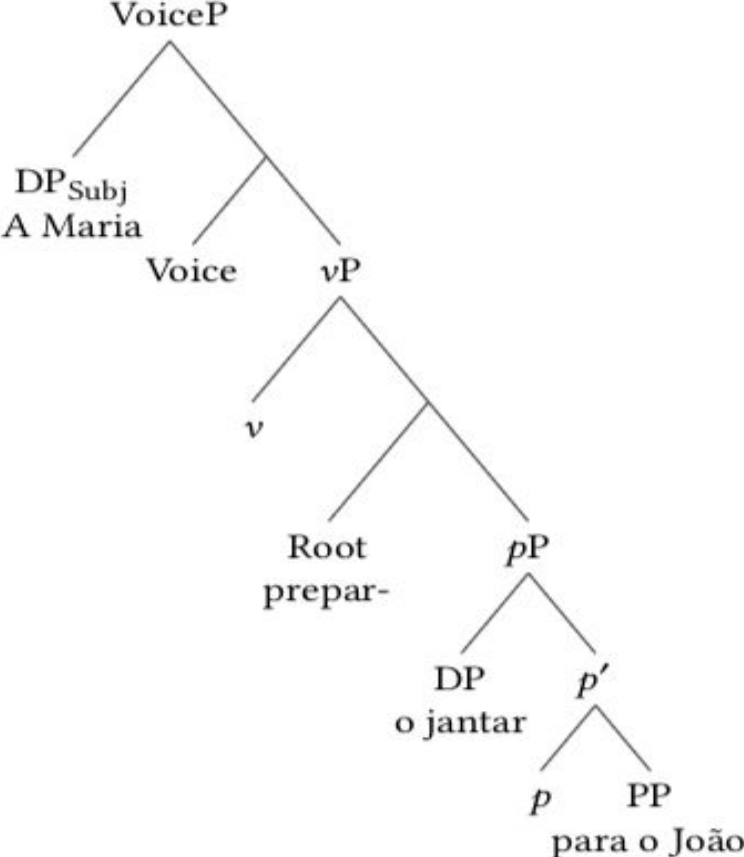 VoiceP
DPSubj
A Maria
Voice vP
v
Root pP
prepar-
DP p′
o jantar
p PP
para o João